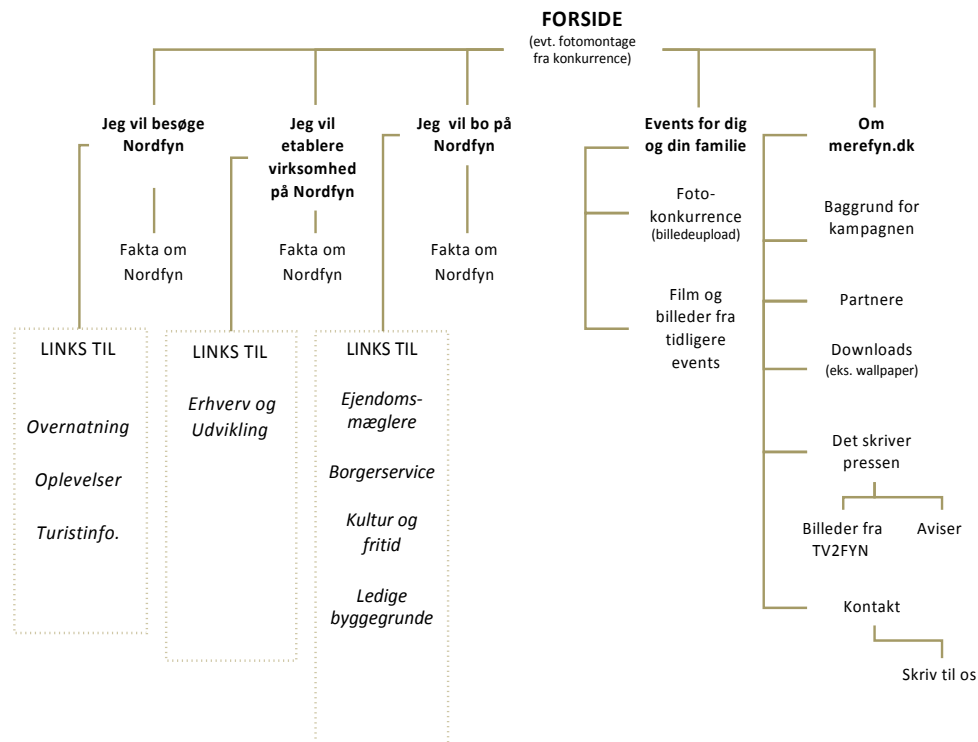 FORSIDE
(evt. fotomontage
fra konkurrence)
Jeg vil besøge
Nordfyn
Fakta om
Nordfyn
LINKS TIL
Overnatning
Oplevelser
Turistinfo.
Jeg vil
etablere
virksomhed
på Nordfyn
Fakta om
Nordfyn
LINKS TIL
Erhverv og
Udvikling
Jeg vil bo på
Nordfyn
Fakta om
Nordfyn
LINKS TIL
Ejendoms-
mæglere
Borgerservice
Kultur og
fritid
Ledige
byggegrunde
Events for dig
og din familie
Foto-
konkurrence
(billedeupload)
Film og
billeder fra
tidligere
events
Om
merefyn.dk
Baggrund for
kampagnen
Partnere
Downloads
(eks. wallpaper)
Det skriver
pressen
Billeder fra
TV2FYN
Aviser
Kontakt
Skriv til os